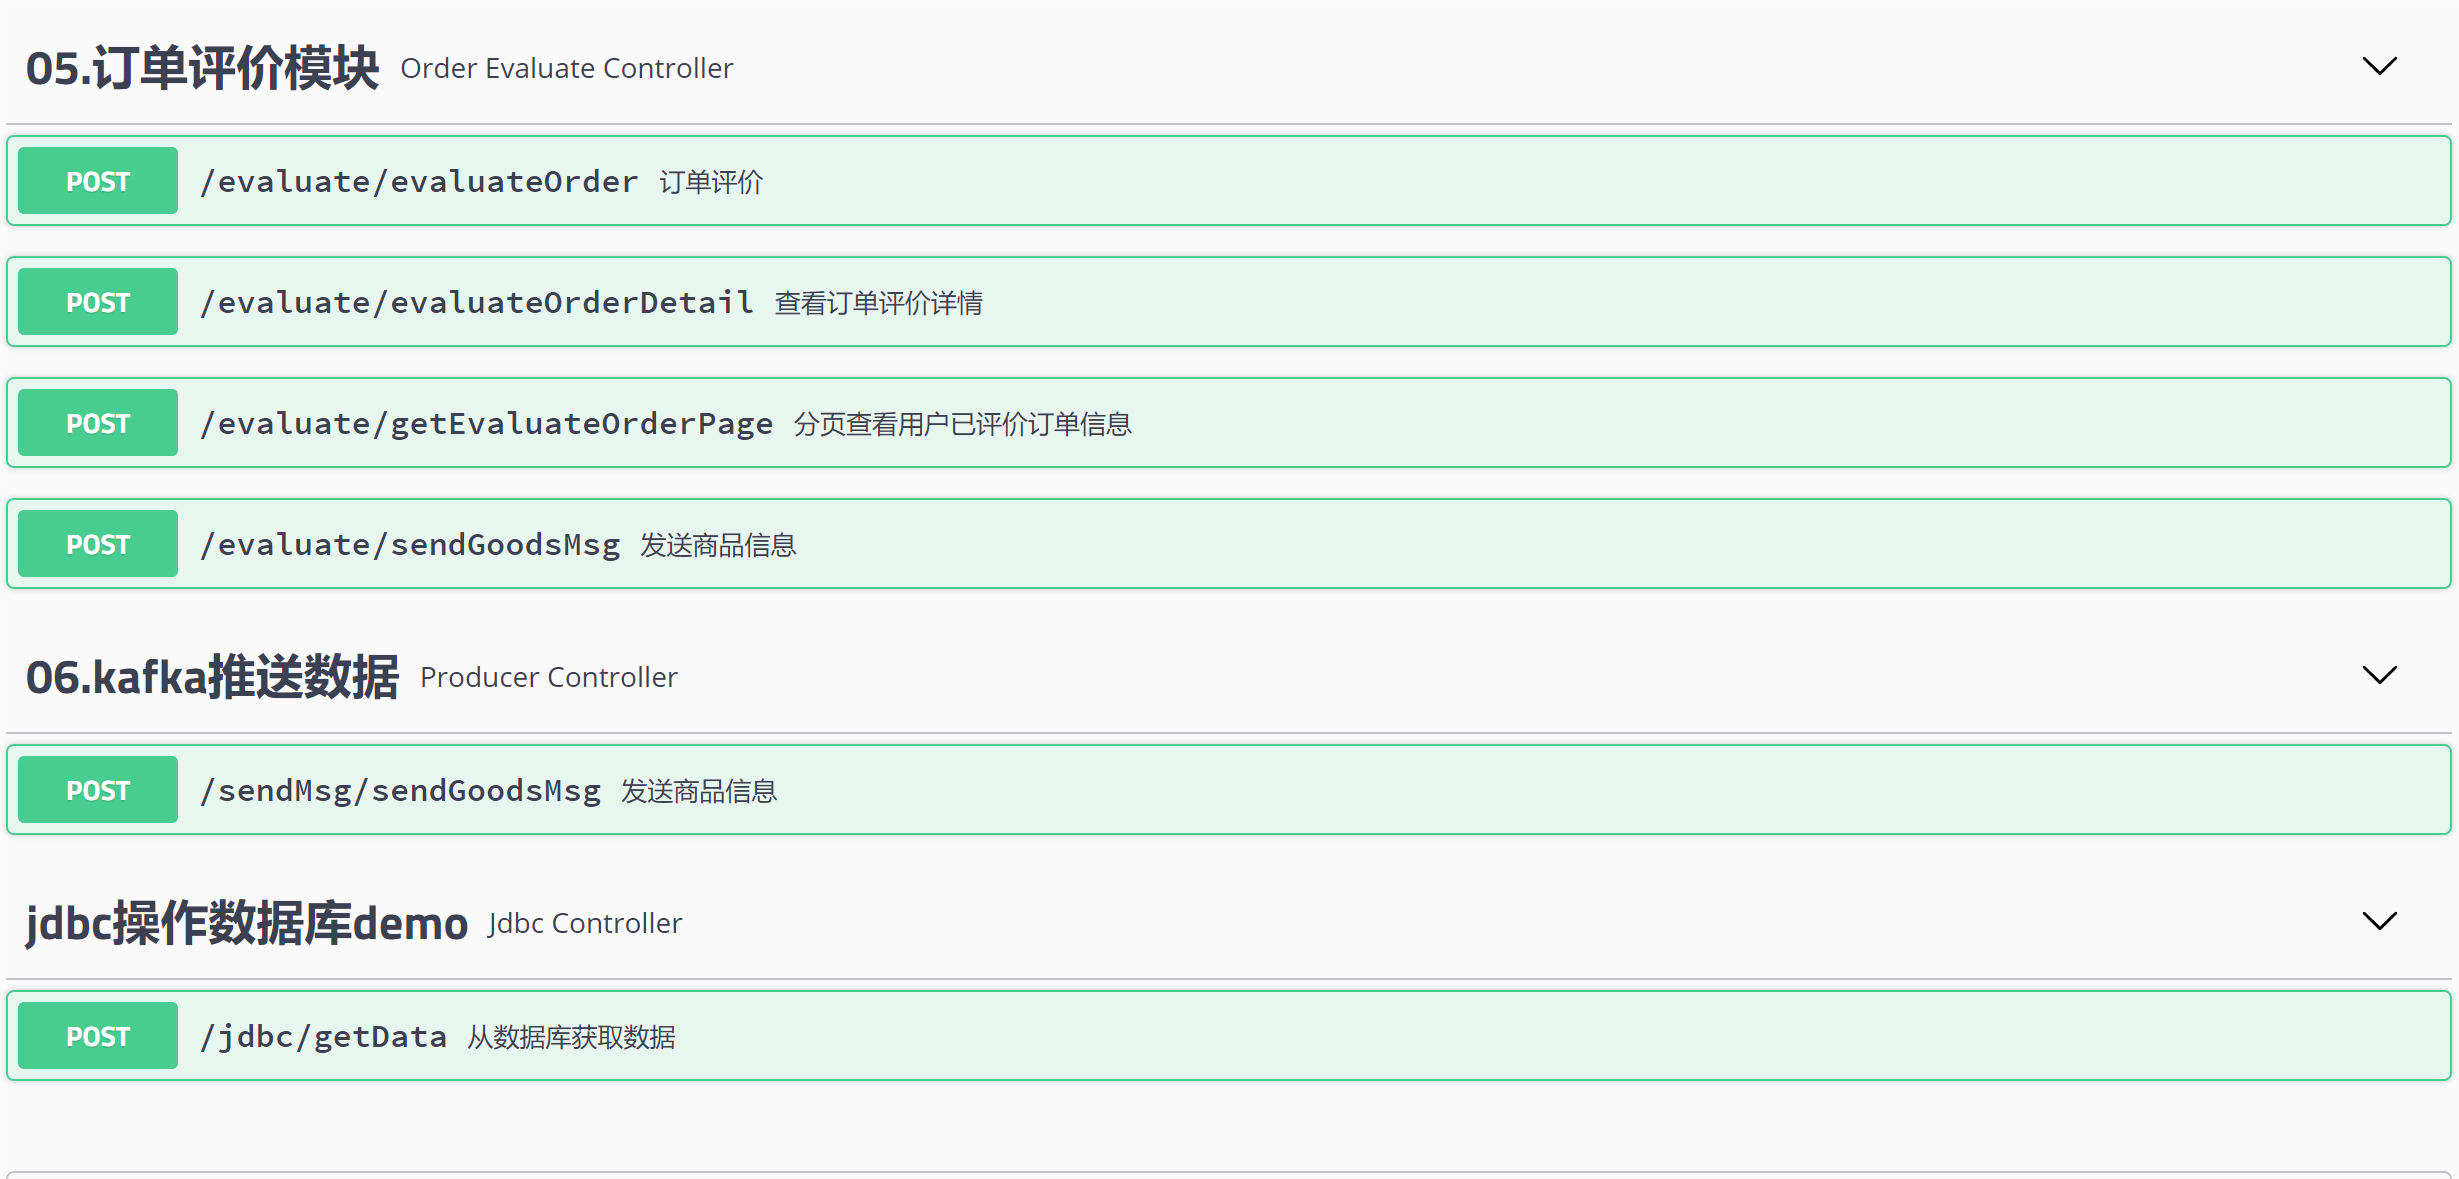 05.订单评价模块 Order Evaluate Controller
POST /evaluate/evaluateOrder 订单评价
POST /evaluate/evaluateOrderDetail 查看订单评价详情
POST /evaluate/getEvaluateOrderPage 分页查看用户已评价订单信息
POST /evaluate/sendGoodsMsg 发送商品信息
06.kafka推送数据 Producer Controller
POST /sendMsg/sendGoodsMsg 发送商品信息
jdbc操作数据库demo Jdbc Controller
POST /jdbc/getData 从数据库获取数据